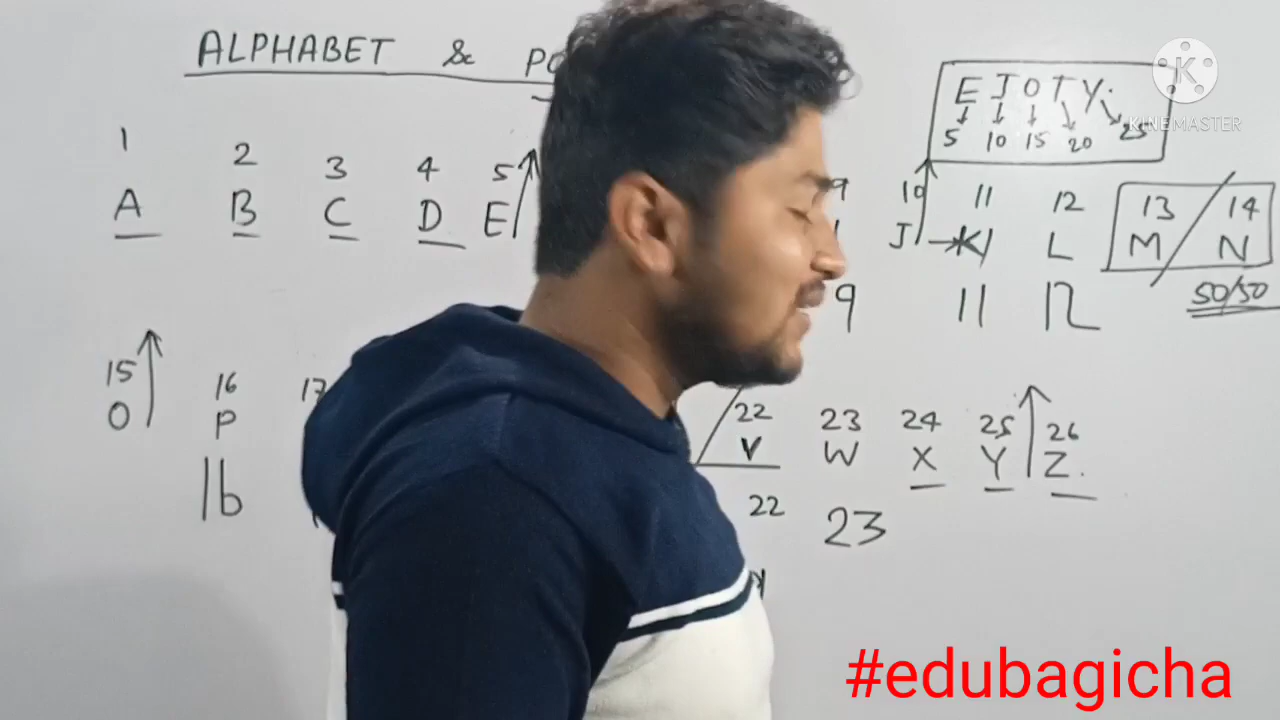 ALPHABET & PO
E J O T Y.
5 10 15 20 25
K
KINEMASTER
1 2 3 4 5 9 10 11 12 13 14
A B C D E J K L M N
9 11 12
50/50
15 16 17 22 23 24 25 26
O P V W X Y Z.
16 22 23
#edubagicha